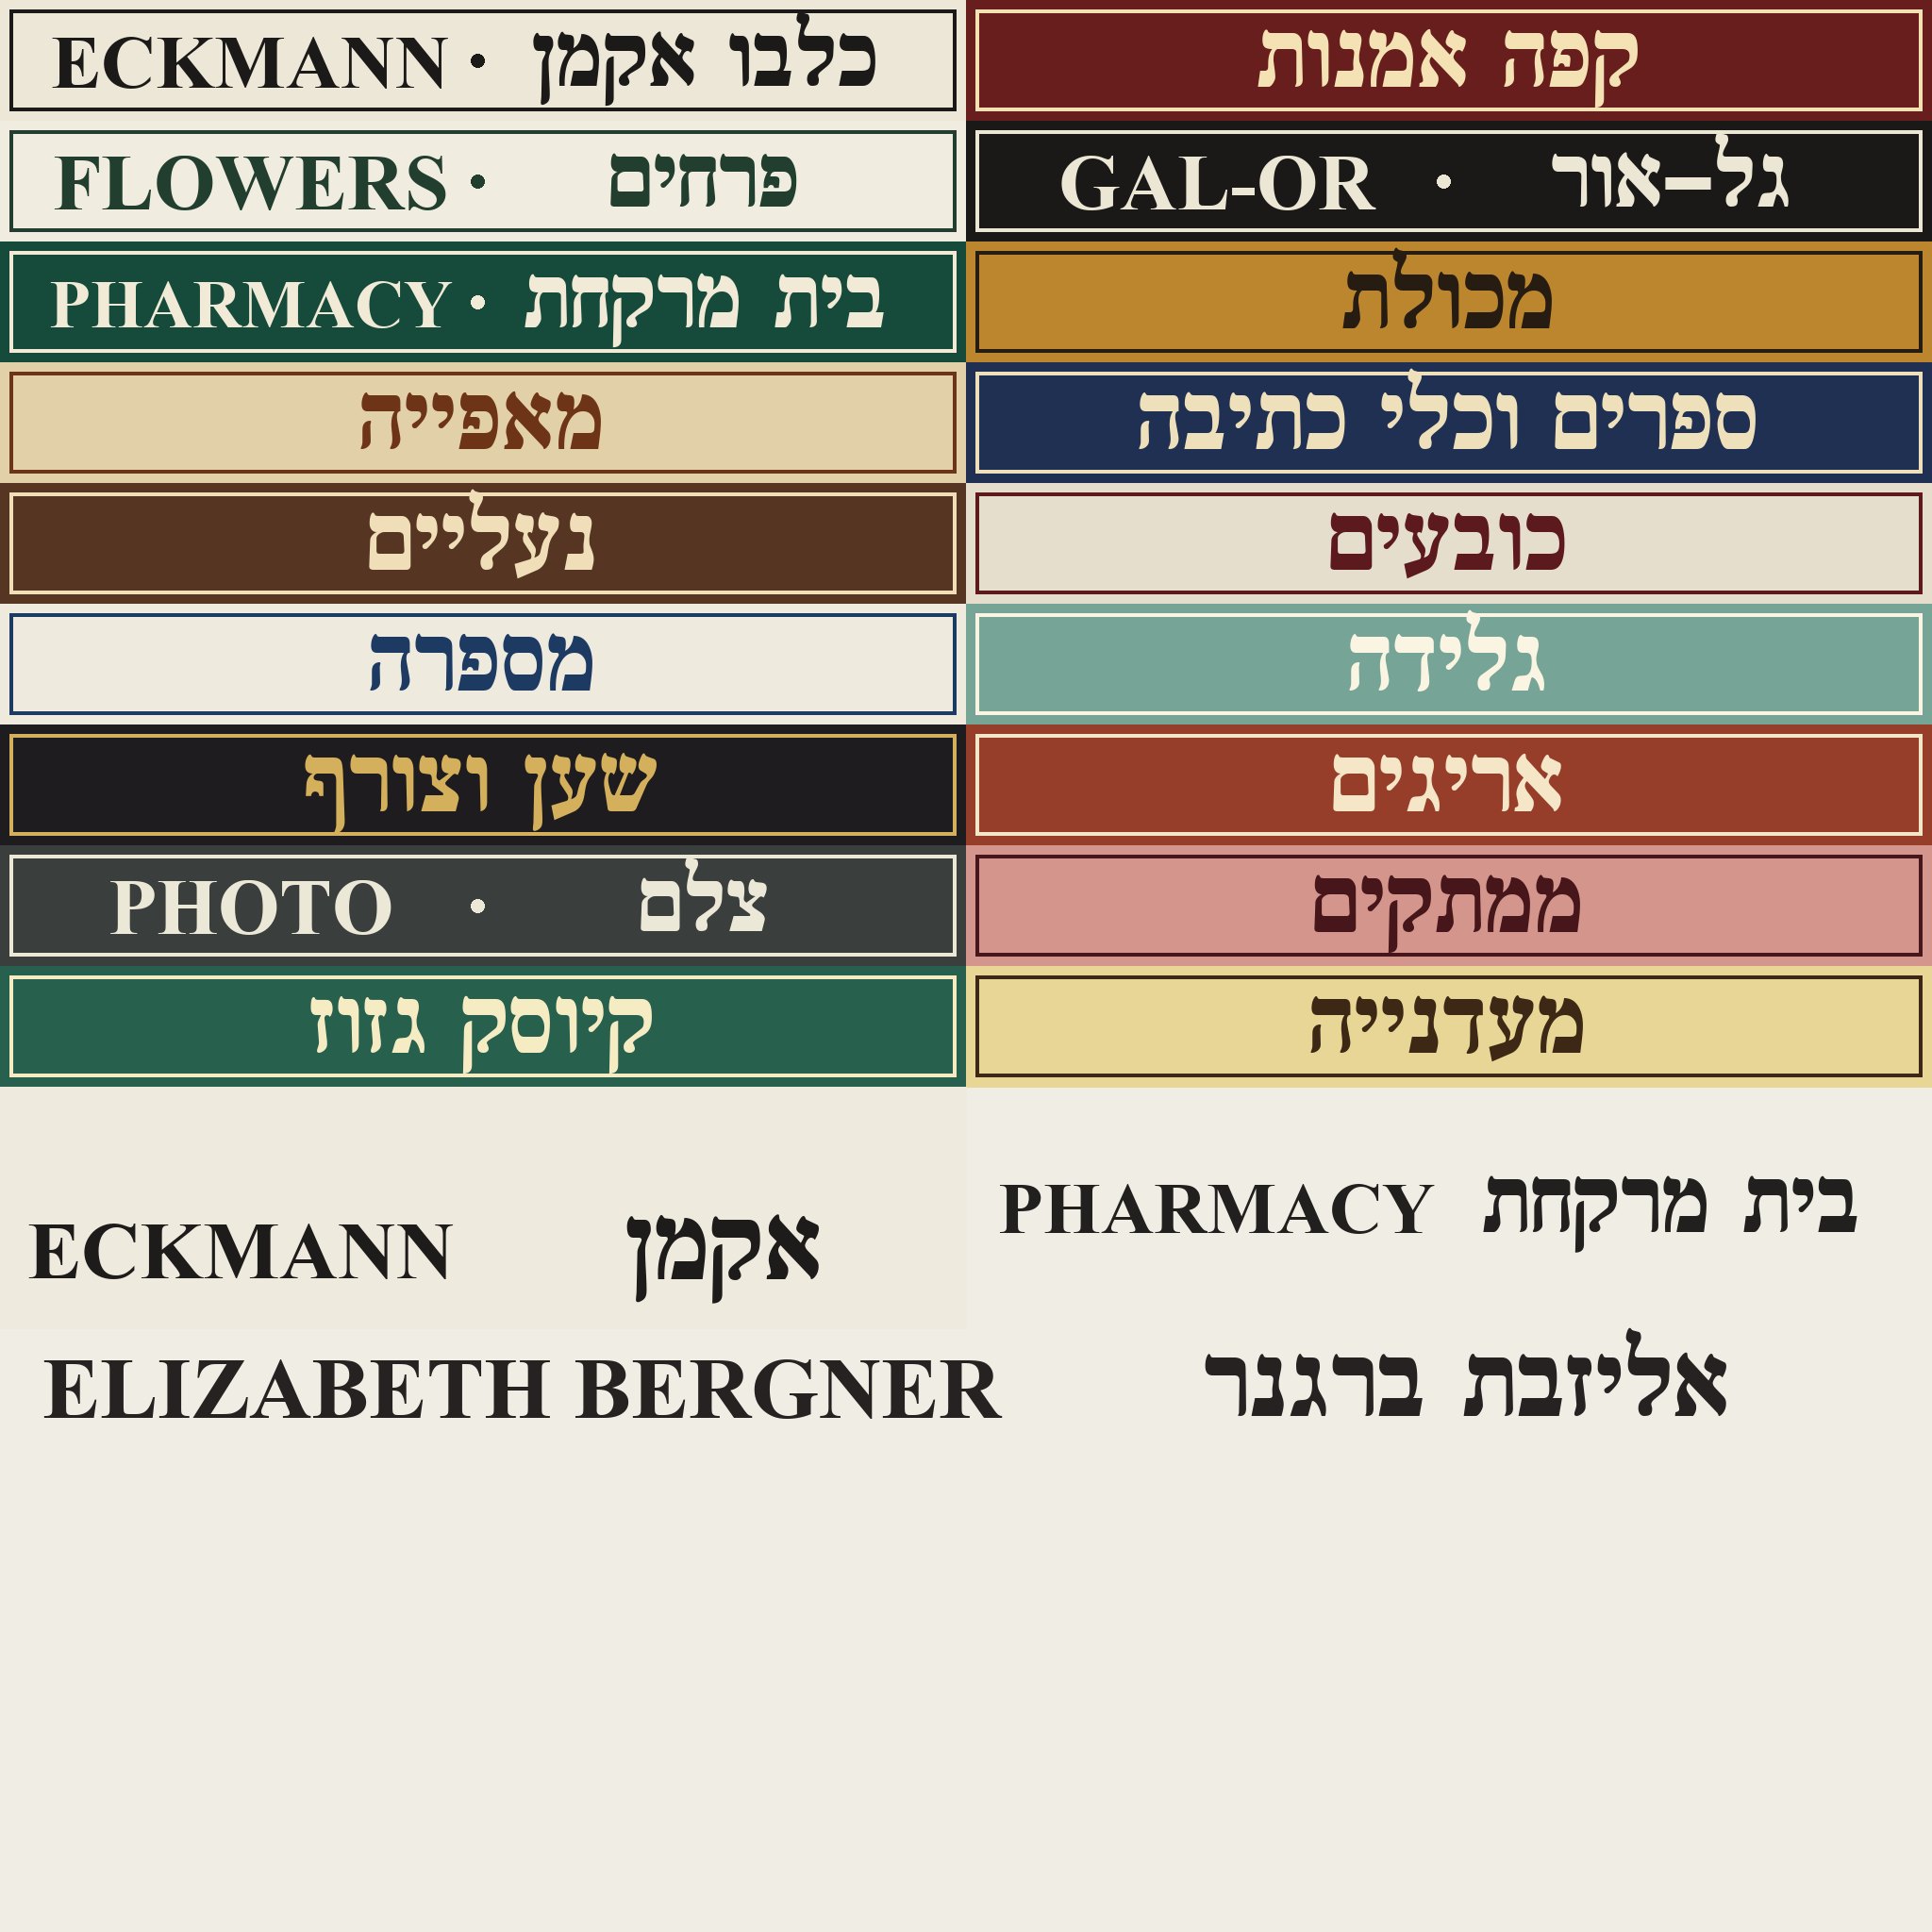 ECKMANN • כלבו אקמן
קפה אמנות
FLOWERS • פרחים
GAL-OR • גל–אור
PHARMACY • בית מרקחת
מכולת
מאפייה
ספרים וכלי כתיבה
נעליים
כובעים
מספרה
גלידה
שען וצורף
אריגים
PHOTO • צלם
ממתקים
קיוסק גזוז
מעדנייה
ECKMANN אקמן
PHARMACY בית מרקחת
ELIZABETH BERGNER אליזבת ברגנר